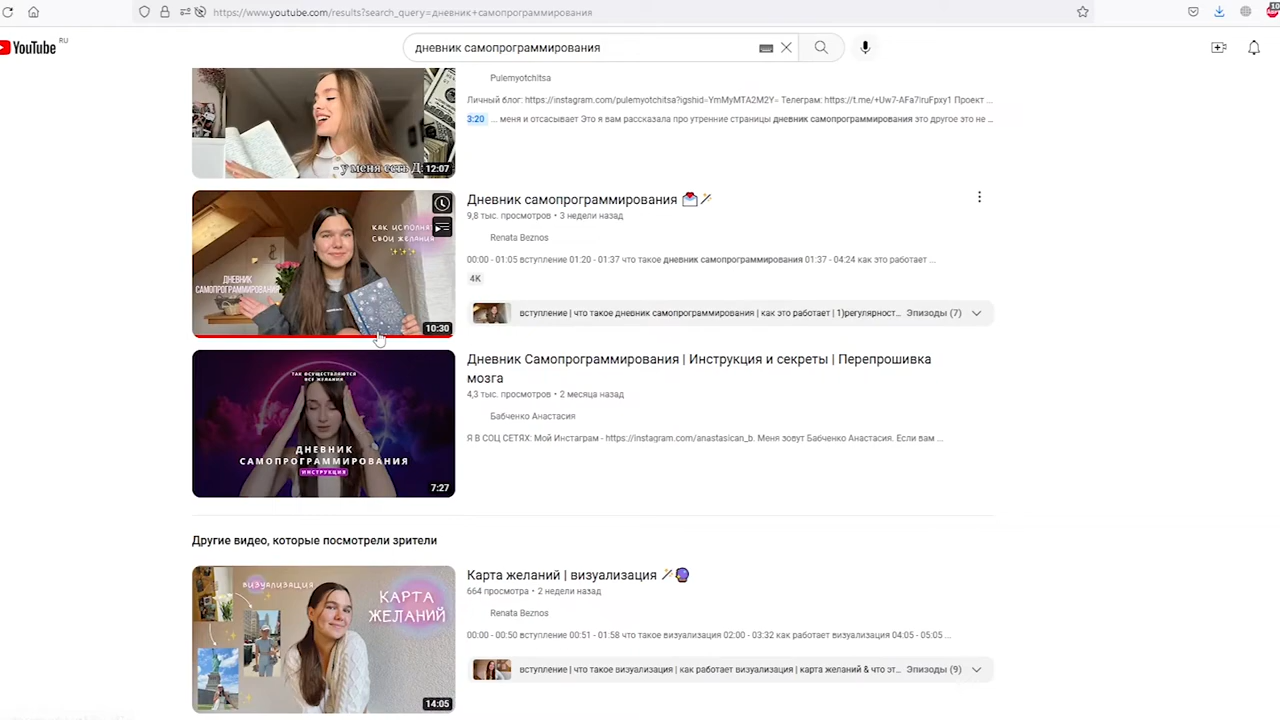 https://www.youtube.com/results?search_query=дневник+самопрограммирования
10
YouTube RU
дневник самопрограммирования
Pulemyotchitsa
Личный блог: https://instagram.com/pulemyotchitsa?igshid=YmMyMTA2M2Y= Телеграм: https://t.me/+Uw7-AFa7lruFpxy1 Проект ...
3:20 ... меня и отсасывает Это я вам рассказала про утренние страницы дневник самопрограммирования это другое это не ...
- у меня есть Д
12:07
Дневник самопрограммирования
9,8 тыс. просмотров • 3 недели назад
Renata Beznos
00:00 - 01:05 вступление 01:20 - 01:37 что такое дневник самопрограммирования 01:37 - 04:24 как это работает ...
4K
вступление | что такое дневник самопрограммирования | как это работает | 1)регулярност... Эпизоды (7)
КАК ИСПОЛНЯ
СВОИ ЖЕЛАНИЯ
ДНЕВНИК
САМОПРОГРАММИРОВАНИЯ
10:30
Дневник Самопрограммирования | Инструкция и секреты | Перепрошивка
мозга
4,3 тыс. просмотров • 2 месяца назад
Бабченко Анастасия
Я В СОЦ СЕТЯХ: Мой Инстаграм - https://instagram.com/anastasican_b. Меня зовут Бабченко Анастасия. Если вам ...
ТАК ОСУЩЕСТВЛЯЮТСЯ
ВСЕ ЖЕЛАНИЯ
ДНЕВНИК
САМОПРОГРАММИРОВАНИЯ
ИНСТРУКЦИЯ
7:27
Другие видео, которые посмотрели зрители
Карта желаний | визуализация
664 просмотра • 2 недели назад
Renata Beznos
00:00 - 00:50 вступление 00:51 - 01:58 что такое визуализация 02:00 - 03:32 как работает визуализация 04:05 - 05:05 ...
вступление | что такое визуализация | как работает визуализация | карта желаний & что эт... Эпизоды (9)
ВИЗУАЛИЗАЦИЯ
КАРТА
ЖЕЛАНИЙ
14:05